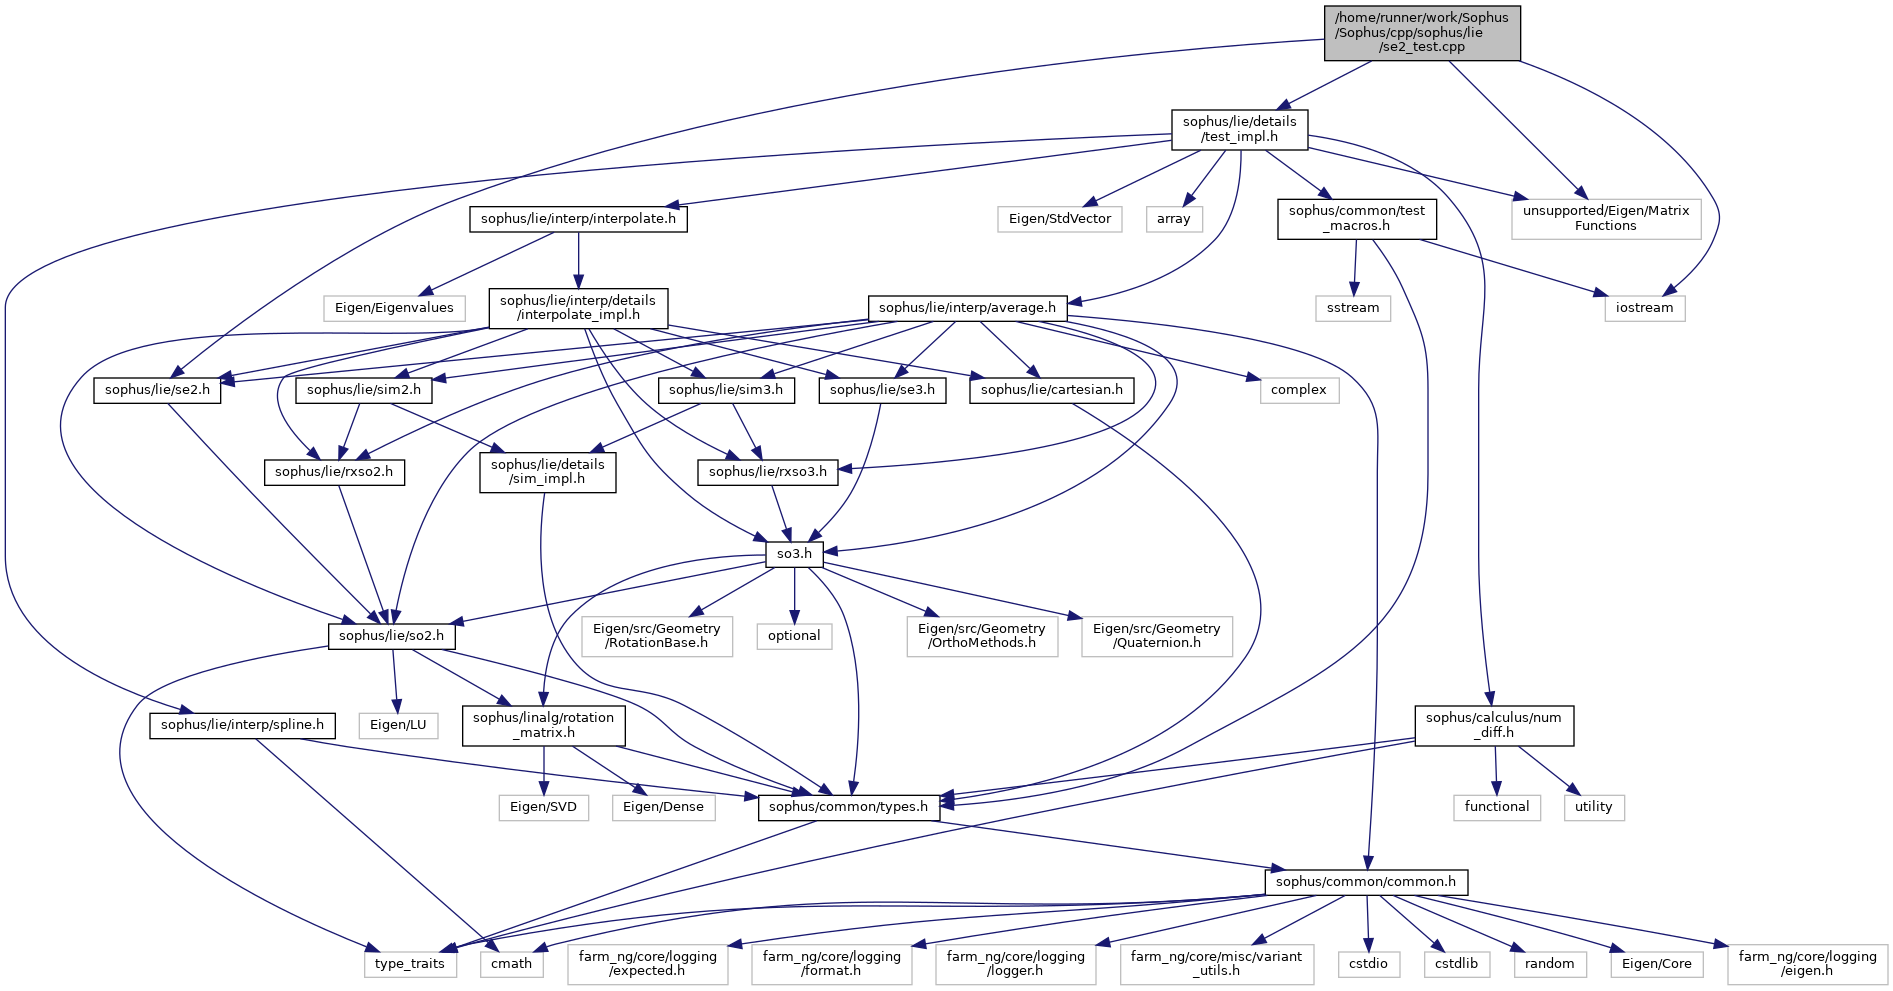 /home/runner/work/Sophus
/Sophus/cpp/sophus/lie
/se2_test.cpp
sophus/lie/details
/test_impl.h
sophus/lie/interp/interpolate.h
Eigen/StdVector
array
sophus/common/test
_macros.h
unsupported/Eigen/Matrix
Functions
Eigen/Eigenvalues
sophus/lie/interp/details
/interpolate_impl.h
sophus/lie/interp/average.h
sstream
iostream
sophus/lie/se2.h
sophus/lie/sim2.h
sophus/lie/sim3.h
sophus/lie/se3.h
sophus/lie/cartesian.h
complex
sophus/lie/rxso2.h
sophus/lie/details
/sim_impl.h
sophus/lie/rxso3.h
so3.h
sophus/lie/so2.h
Eigen/src/Geometry
/RotationBase.h
optional
Eigen/src/Geometry
/OrthoMethods.h
Eigen/src/Geometry
/Quaternion.h
sophus/lie/interp/spline.h
Eigen/LU
sophus/linalg/rotation
_matrix.h
sophus/calculus/num
_diff.h
Eigen/SVD
Eigen/Dense
sophus/common/types.h
functional
utility
sophus/common/common.h
type_traits
cmath
farm_ng/core/logging
/expected.h
farm_ng/core/logging
/format.h
farm_ng/core/logging
/logger.h
farm_ng/core/misc/variant
_utils.h
cstdio
cstdlib
random
Eigen/Core
farm_ng/core/logging
/eigen.h